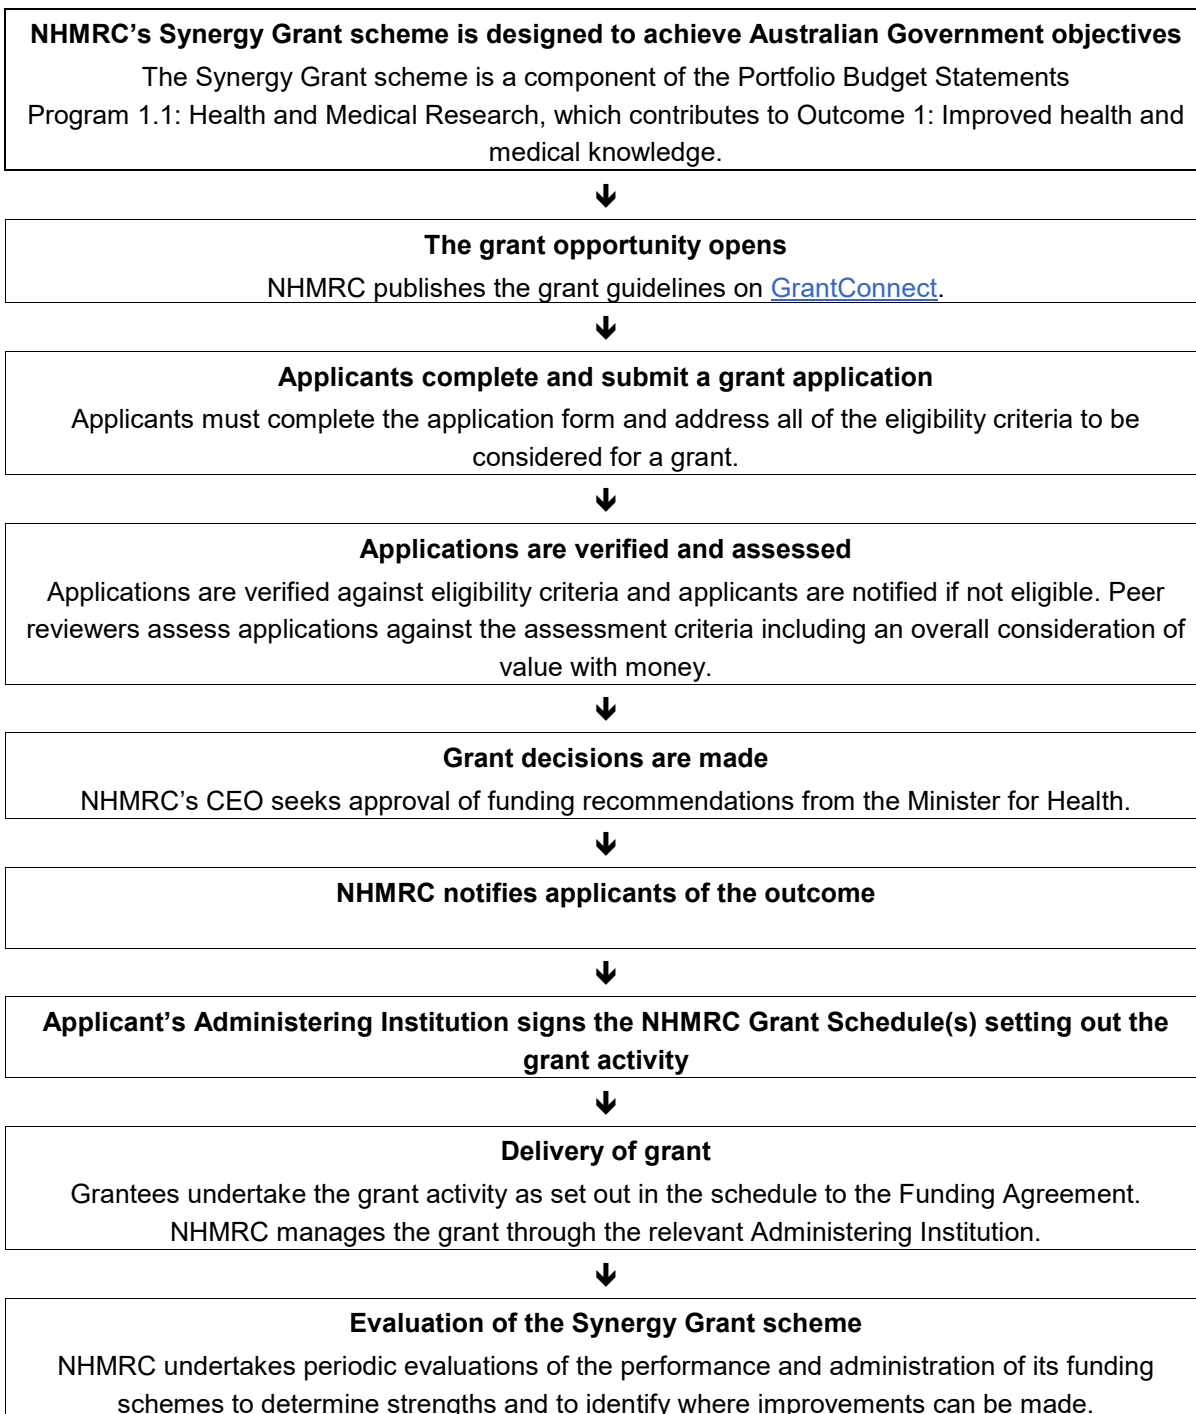 NHMRC’s Synergy Grant scheme is designed to achieve Australian Government objectives
The Synergy Grant scheme is a component of the Portfolio Budget Statements
Program 1.1: Health and Medical Research, which contributes to Outcome 1: Improved health and
medical knowledge.
The grant opportunity opens
NHMRC publishes the grant guidelines on GrantConnect.
Applicants complete and submit a grant application
Applicants must complete the application form and address all of the eligibility criteria to be
considered for a grant.
Applications are verified and assessed
Applications are verified against eligibility criteria and applicants are notified if not eligible. Peer
reviewers assess applications against the assessment criteria including an overall consideration of
value with money.
Grant decisions are made
NHMRC’s CEO seeks approval of funding recommendations from the Minister for Health.
NHMRC notifies applicants of the outcome
Applicant’s Administering Institution signs the NHMRC Grant Schedule(s) setting out the
grant activity
Delivery of grant
Grantees undertake the grant activity as set out in the schedule to the Funding Agreement.
NHMRC manages the grant through the relevant Administering Institution.
Evaluation of the Synergy Grant scheme
NHMRC undertakes periodic evaluations of the performance and administration of its funding
schemes to determine strengths and to identify where improvements can be made.